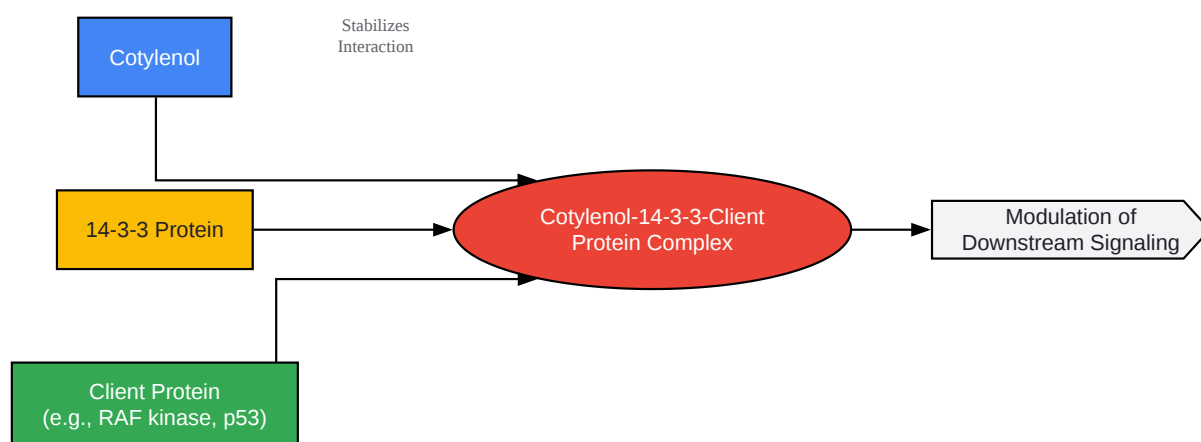 Cotylenol
Stabilizes
Interaction
14-3-3 Protein
Cotylenol-14-3-3-Client
Protein Complex
Modulation of
Downstream Signaling
Client Protein
(e.g., RAF kinase, p53)